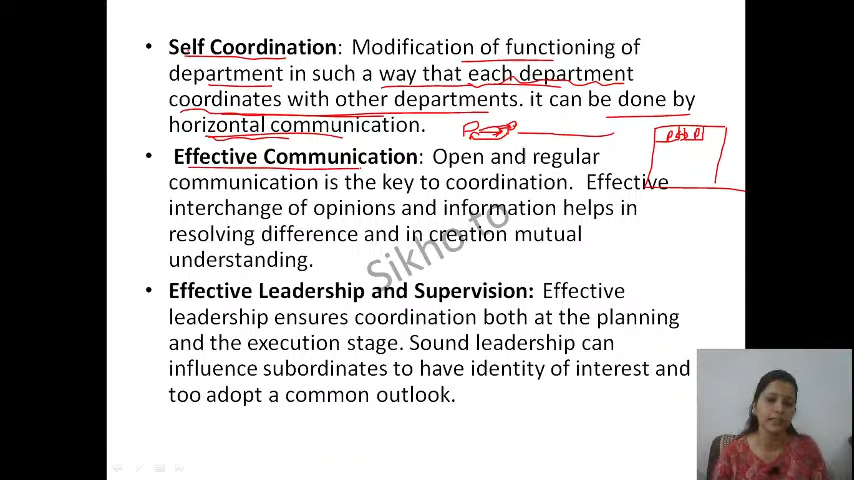 • Self Coordination: Modification of functioning of
department in such a way that each department
coordinates with other departments. it can be done by
horizontal communication.
• Effective Communication: Open and regular
communication is the key to coordination. Effective
interchange of opinions and information helps in
resolving difference and in creation mutual
understanding.
• Effective Leadership and Supervision: Effective
leadership ensures coordination both at the planning
and the execution stage. Sound leadership can
influence subordinates to have identity of interest and
too adopt a common outlook.
Sikho to